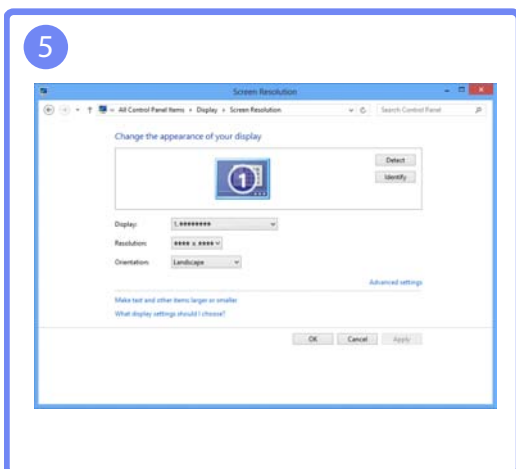 5
Screen Resolution
All Control Panel Items Display Screen Resolution Search Control Panel
Change the appearance of your display
1
Detect
Identify
Display: 1.********
Resolution: **** x ****
Orientation: Landscape
Advanced settings
Make text and other items larger or smaller
What display settings should I choose?
OK Cancel Apply